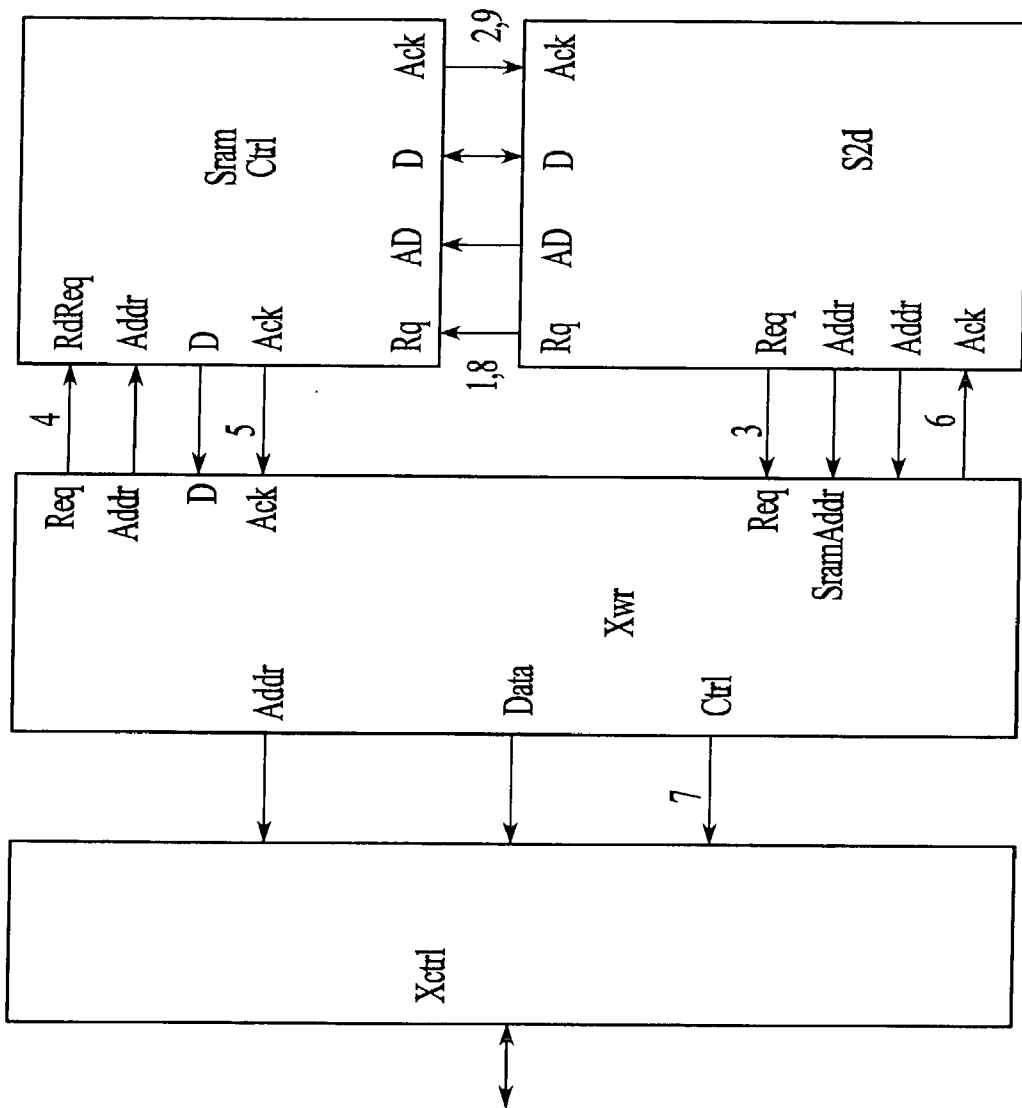 Xctrl
7
Ctrl
Data
Addr
Xwr
SramAddr
Req
Ack
D
Addr
Req
6
3
5
4
Ack
Addr
Addr
Req
Ack
D
Addr
RdReq
Rq
1,8
Rq
AD
AD
S2d
D
D
Sram
Ctrl
Ack
2,9
Ack